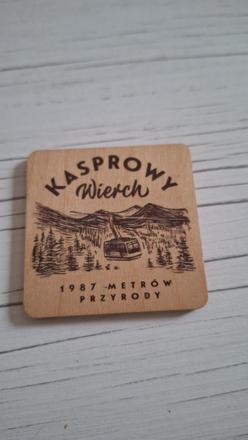 KASPROWY
Wierch
1987 METRÓW
PRZYRODY